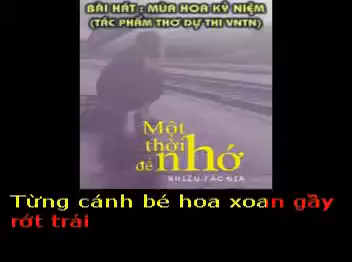 BÀI HÁT : MÙA HOA KỶ NIỆM
(TÁC PHẨM THƠ DỰ THI VNTN)
Một
thời
để nhớ
NHIỀU TÁC GIẢ
Từng cánh bé hoa xoan gầy
rớt trải